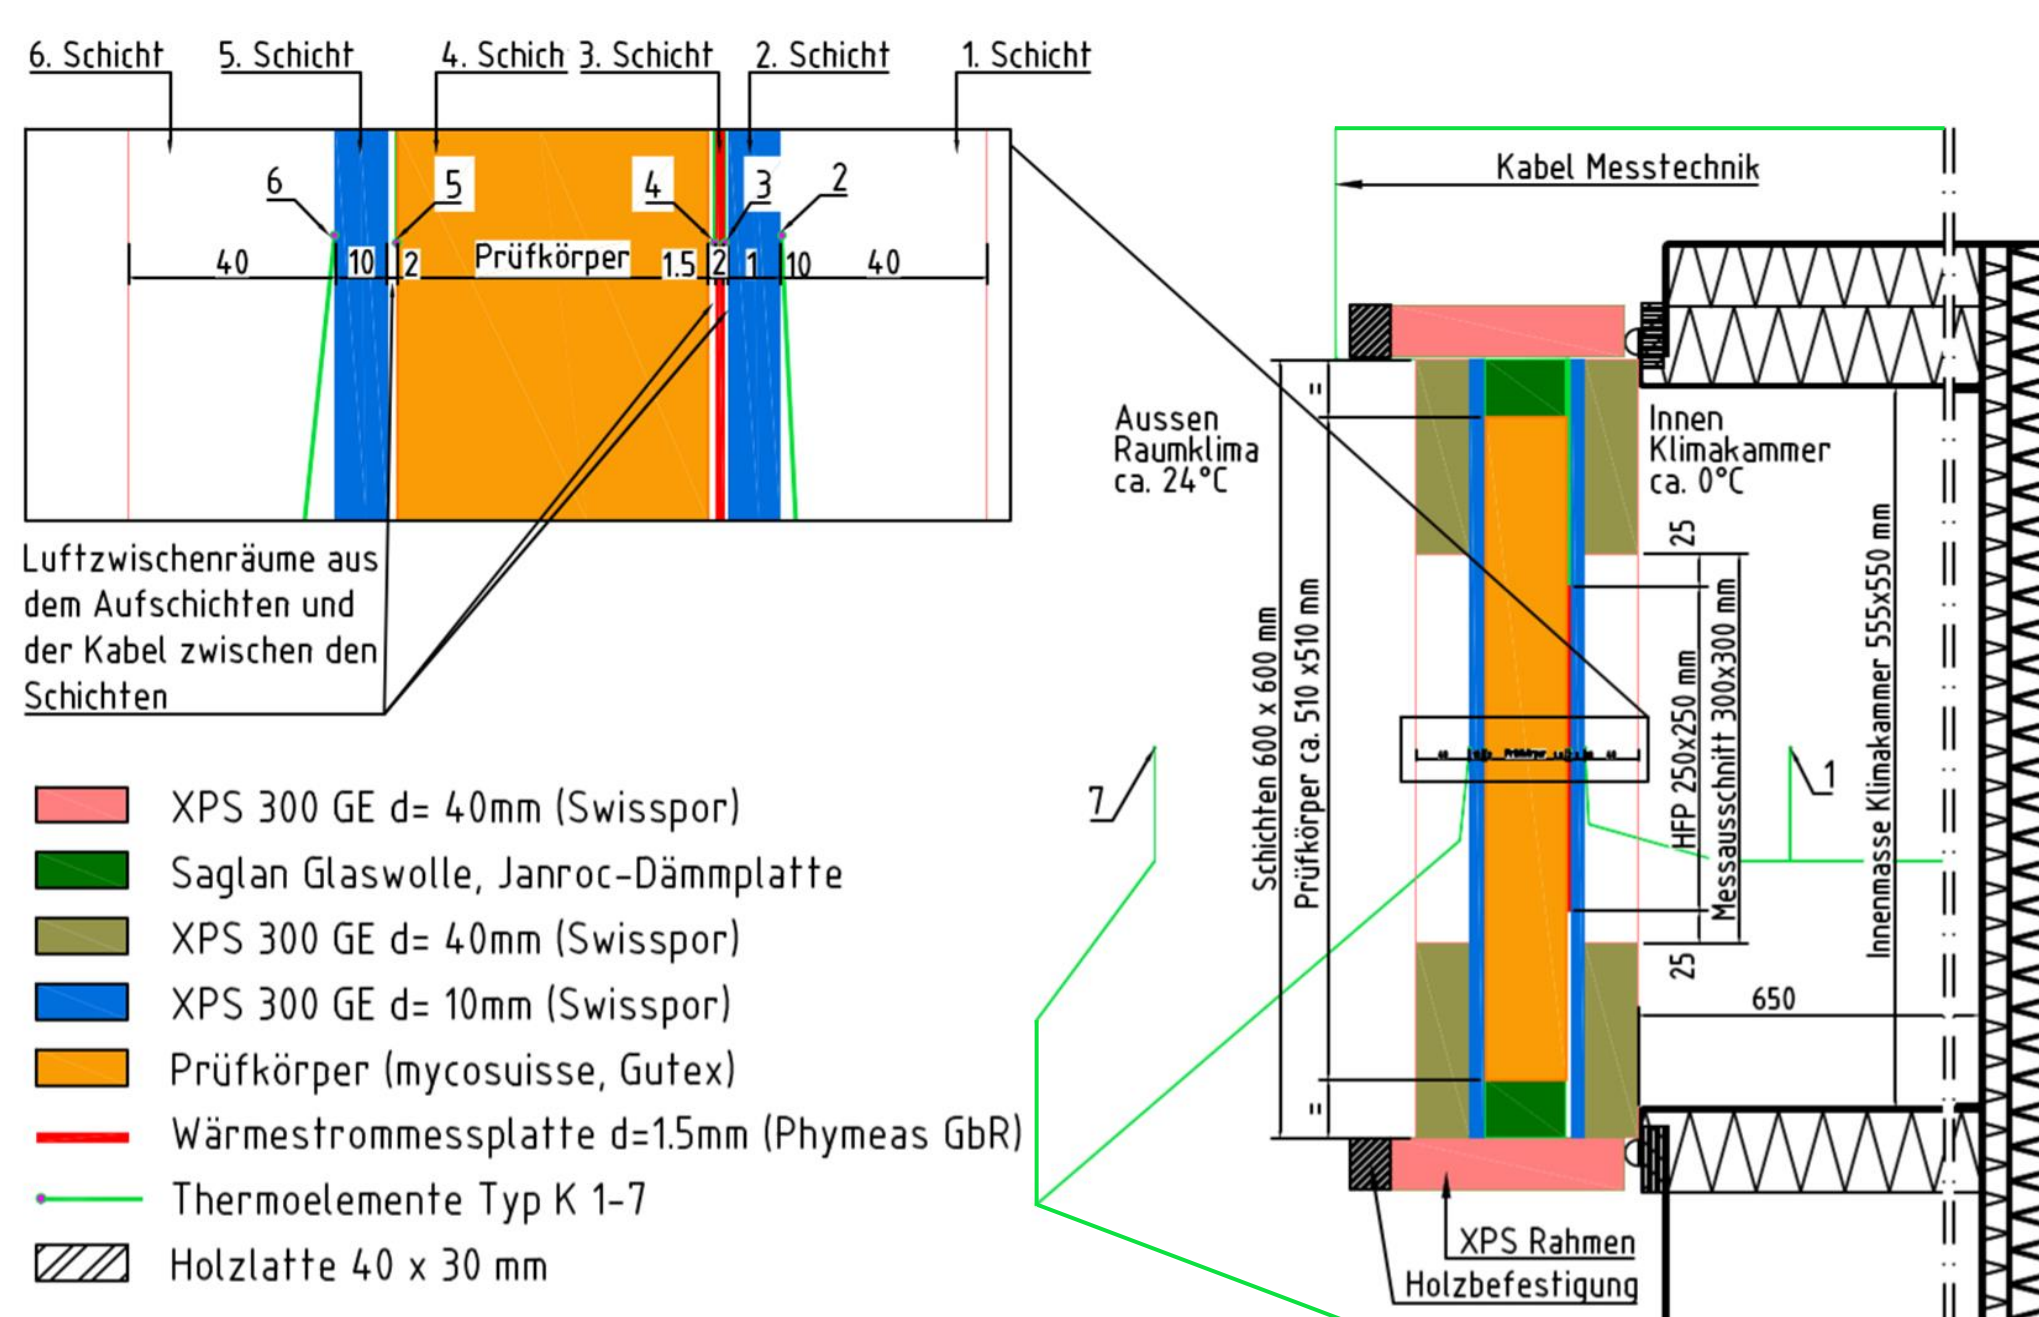 6. Schicht
5. Schicht
4. Schich
3. Schicht
2. Schicht
1. Schicht
6
5
4
3
2
40
10
2
Prüfkörper
1.5
2
1
10
40
Luftzwischenräume aus
dem Aufschichten und
der Kabel zwischen den
Schichten
XPS 300 GE d= 40mm (Swisspor)
Saglan Glaswolle, Janroc-Dämmplatte
XPS 300 GE d= 40mm (Swisspor)
XPS 300 GE d= 10mm (Swisspor)
Prüfkörper (mycosuisse, Gutex)
Wärmestrommessplatte d=1.5mm (Phymeas GbR)
Thermoelemente Typ K 1-7
Holzlatte 40 x 30 mm
Kabel Messtechnik
Aussen
Raumklima
ca. 24°C
Innen
Klimakammer
ca. 0°C
=
Schichten 600 x 600 mm
Prüfkörper ca. 510 x510 mm
=
25
HFP 250x250 mm
Messausschnitt 300x300 mm
25
Innenmasse Klimakammer 555x550 mm
7
1
650
XPS Rahmen
Holzbefestigung